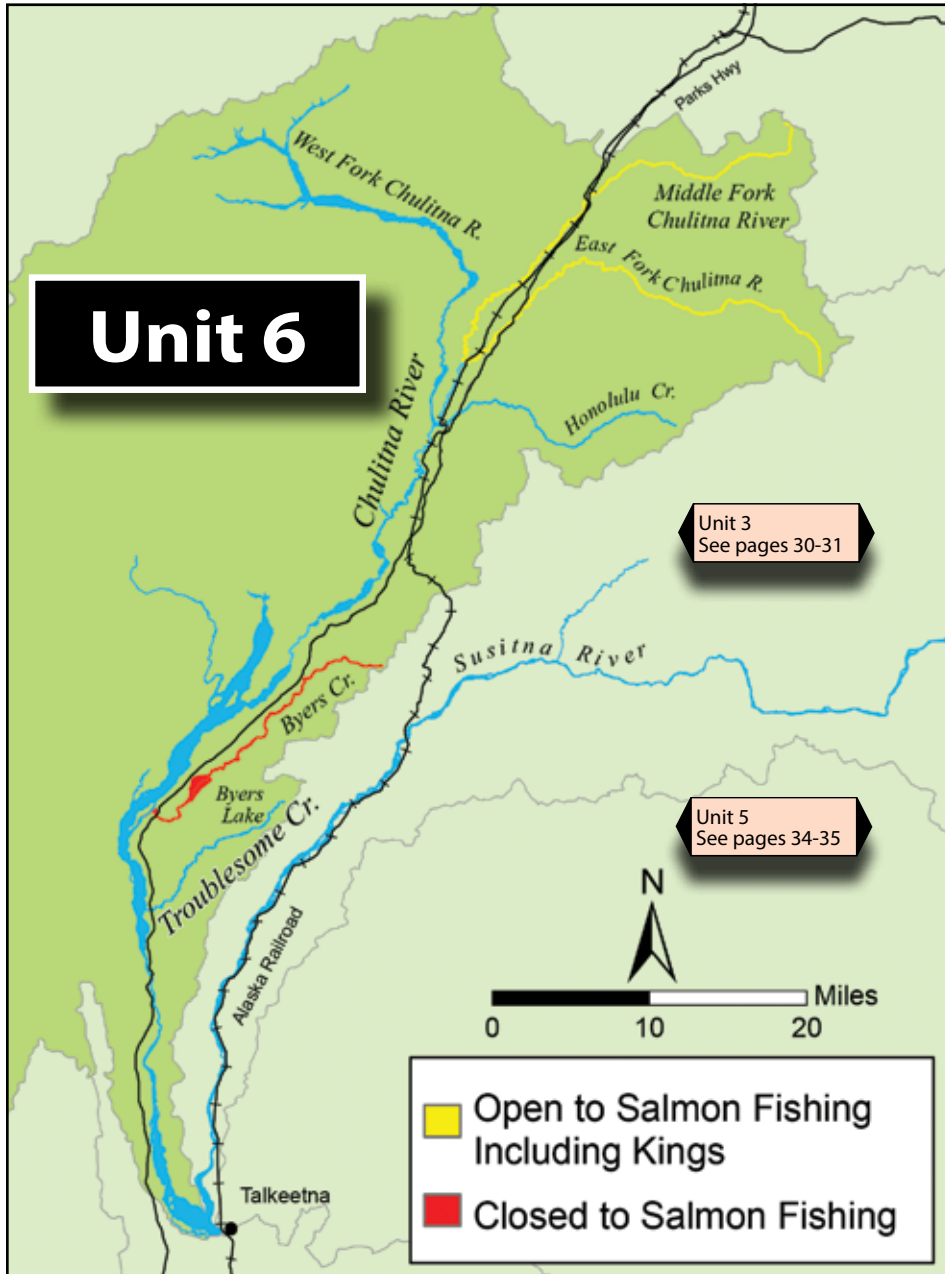 Parks Hwy
West Fork Chulitna R.
Middle Fork
Chulitna River
East Fork Chulitna R.
Unit 6
Chulitna River
Honolulu Cr.
Unit 3
See pages 30-31
Susitna River
Byers Cr.
Byers
Lake
Troublesome Cr.
Unit 5
See pages 34-35
N
Alaska Railroad
Miles
0 10 20
Open to Salmon Fishing
Including Kings
Closed to Salmon Fishing
Talkeetna